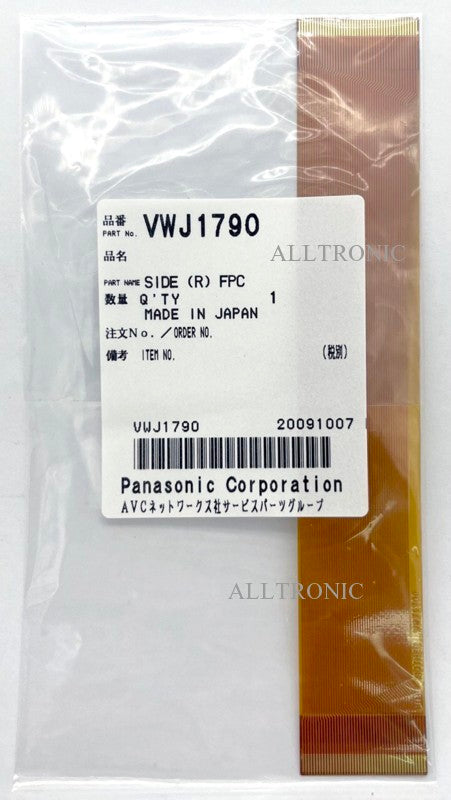 品番
PART No. VWJ1790
ALLTRONIC
品名
PART NAME SIDE (R) FPC
数量 Q'TY 1
MADE IN JAPAN
注文No. / ORDER NO.
備考 ITEM NO. (税別)
VWJ1790 20091007
Panasonic Corporation
AVCネットワークス社サービスパーツグループ
ALLTRONIC